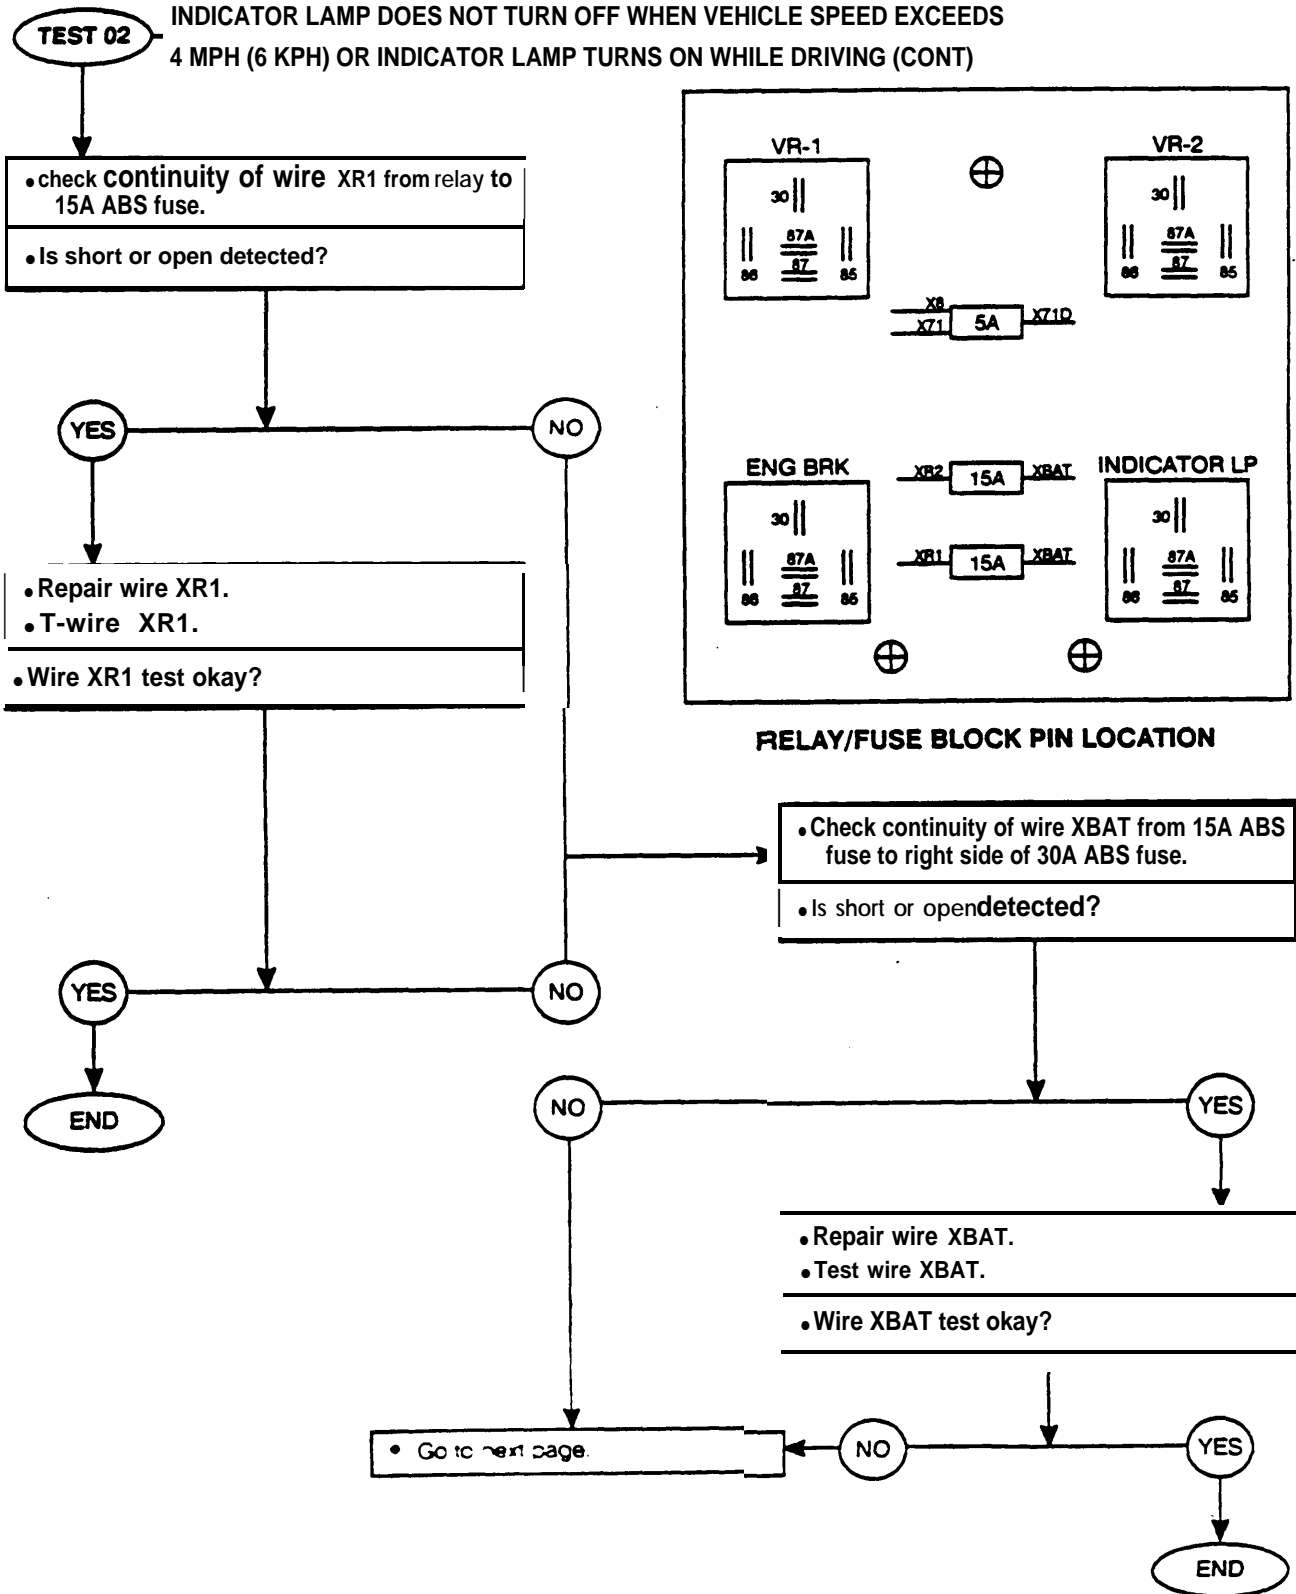 TEST 02
INDICATOR LAMP DOES NOT TURN OFF WHEN VEHICLE SPEED EXCEEDS
4 MPH (6 KPH) OR INDICATOR LAMP TURNS ON WHILE DRIVING (CONT)
•check continuity of wire XR1 from relay to
15A ABS fuse.
•Is short or open detected?
YES
NO
•Repair wire XR1.
•T-wire XR1.
•Wire XR1 test okay?
YES
NO
END
VR-1
30
87A
86 87 85
VR-2
30
87A
86 87 85
X8
X71 5A X71D
ENG BRK
30
87A
86 87 85
XR2 15A XBAT
XR1 15A XBAT
INDICATOR LP
30
87A
86 87 85
RELAY/FUSE BLOCK PIN LOCATION
•Check continuity of wire XBAT from 15A ABS
fuse to right side of 30A ABS fuse.
•Is short or opendetected?
NO
YES
•Repair wire XBAT.
•Test wire XBAT.
•Wire XBAT test okay?
• Go to next page.
NO
YES
END